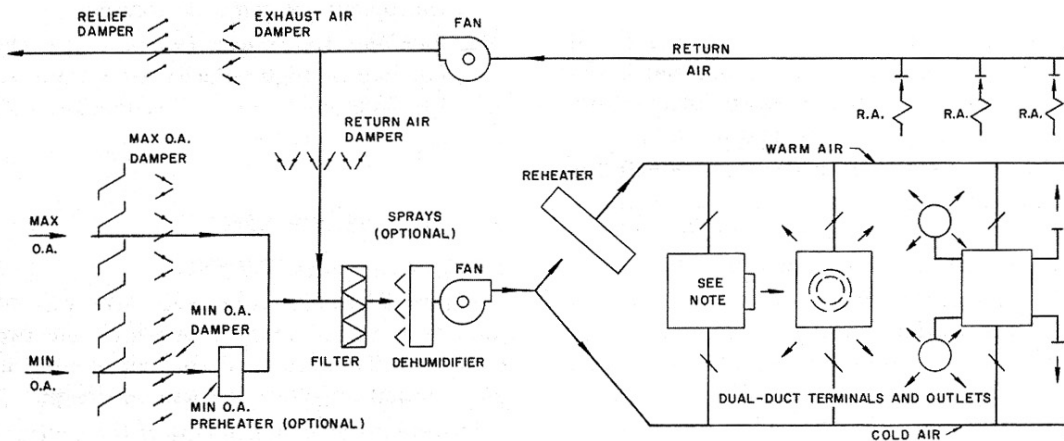 RELIEF
DAMPER
EXHAUST AIR
DAMPER
FAN
RETURN
AIR
R.A.
R.A.
R.A.
RETURN AIR
DAMPER
MAX O.A.
DAMPER
WARM AIR
REHEATER
SPRAYS
(OPTIONAL)
MAX
O.A.
FAN
SEE
NOTE
MIN O.A.
DAMPER
FILTER
DEHUMIDIFIER
MIN
O.A.
MIN O.A.
PREHEATER (OPTIONAL)
DUAL-DUCT TERMINALS AND OUTLETS
COLD AIR